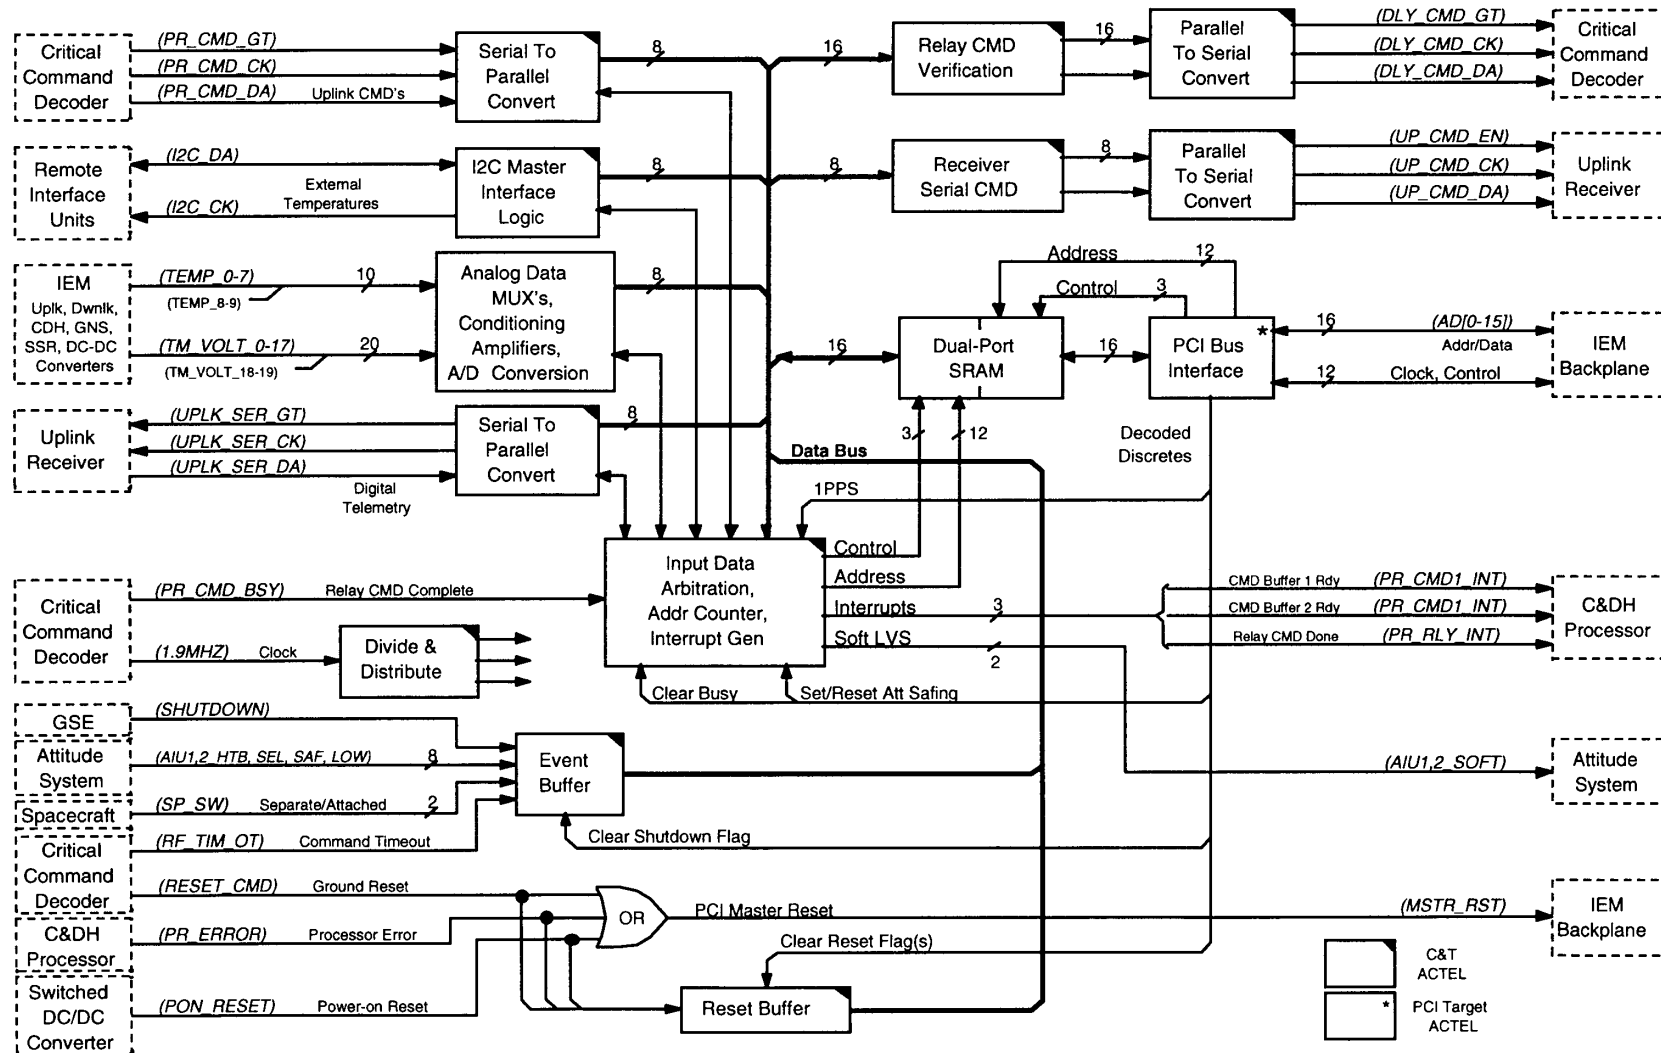 Critical
Command
Decoder
(PR_CMD_GT)
(PR_CMD_CK)
(PR_CMD_DA) Uplink CMD's
Serial To
Parallel
Convert
8
16
Relay CMD
Verification
16
Parallel
To Serial
Convert
(DLY_CMD_GT)
(DLY_CMD_CK)
(DLY_CMD_DA)
Critical
Command
Decoder
Remote
Interface
Units
(I2C_DA)
External
Temperatures
(I2C_CK)
I2C Master
Interface
Logic
8
8
Receiver
Serial CMD
8
Parallel
To Serial
Convert
(UP_CMD_EN)
(UP_CMD_CK)
(UP_CMD_DA)
Uplink
Receiver
IEM
Uplk, Dwnlk,
CDH, GNS,
SSR, DC-DC
Converters
(TEMP_0-7) 10
(TEMP_8-9)
(TM_VOLT_0-17) 20
(TM_VOLT_18-19)
Analog Data
MUX's,
Conditioning
Amplifiers,
A/D Conversion
8
Address 12
Control 3
16
Dual-Port
SRAM
16
PCI Bus
Interface
*
16 (AD[0-15])
Addr/Data
12 Clock, Control
IEM
Backplane
Uplink
Receiver
(UPLK_SER_GT)
(UPLK_SER_CK)
(UPLK_SER_DA)
Digital
Telemetry
Serial To
Parallel
Convert
8
3 12
Data Bus
Decoded
Discretes
1PPS
Critical
Command
Decoder
(PR_CMD_BSY) Relay CMD Complete
(1.9MHZ) Clock
Divide &
Distribute
Input Data
Arbitration,
Addr Counter,
Interrupt Gen
Control
Address
Interrupts 3
Soft LVS
2
Clear Busy
Set/Reset Att Safing
CMD Buffer 1 Rdy (PR_CMD1_INT)
CMD Buffer 2 Rdy (PR_CMD1_INT)
Relay CMD Done (PR_RLY_INT)
C&DH
Processor
GSE
(SHUTDOWN)
Attitude
System
(AIU1,2_HTB, SEL, SAF, LOW) 8
Spacecraft
(SP_SW) Separate/Attached 2
Event
Buffer
(AIU1,2_SOFT)
Attitude
System
Critical
Command
Decoder
(RF_TIM_OT) Command Timeout
Clear Shutdown Flag
(RESET_CMD) Ground Reset
C&DH
Processor
(PR_ERROR) Processor Error
OR
PCI Master Reset
(MSTR_RST)
IEM
Backplane
Clear Reset Flag(s)
Switched
DC/DC
Converter
(PON_RESET) Power-on Reset
Reset Buffer
C&T
ACTEL
*
PCI Target
ACTEL